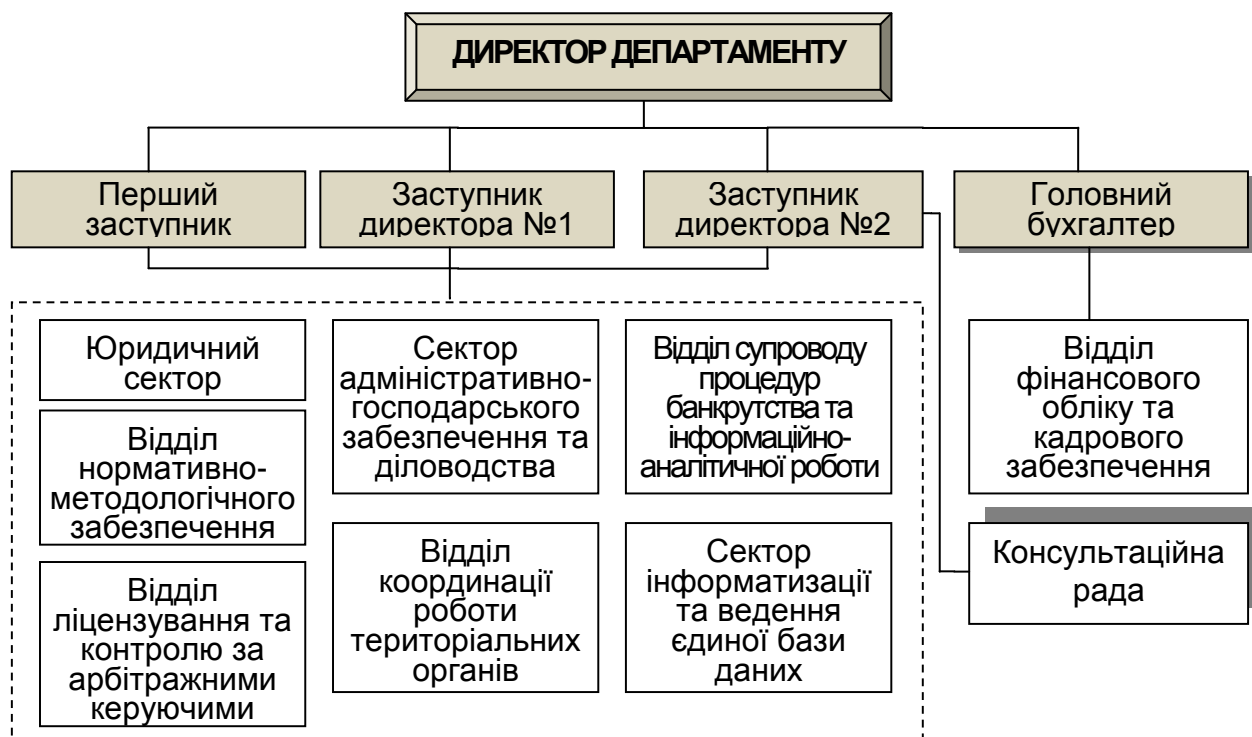 ДИРЕКТОР ДЕПАРТАМЕНТУ
Перший
заступник
Заступник
директора №1
Заступник
директора №2
Головний
бухгалтер
Юридичний
сектор
Відділ
нормативно-
методологічного
забезпечення
Відділ
ліцензування та
контролю за
арбітражними
керуючими
Сектор
адміністративно-
господарського
забезпечення та
діловодства
Відділ
координації
роботи
територіальних
органів
Відділ супроводу
процедур
банкрутства та
інформаційно-
аналітичної роботи
Сектор
інформатизації
та ведення
єдиної бази
даних
Відділ
фінансового
обліку та
кадрового
забезпечення
Консультаційна
рада